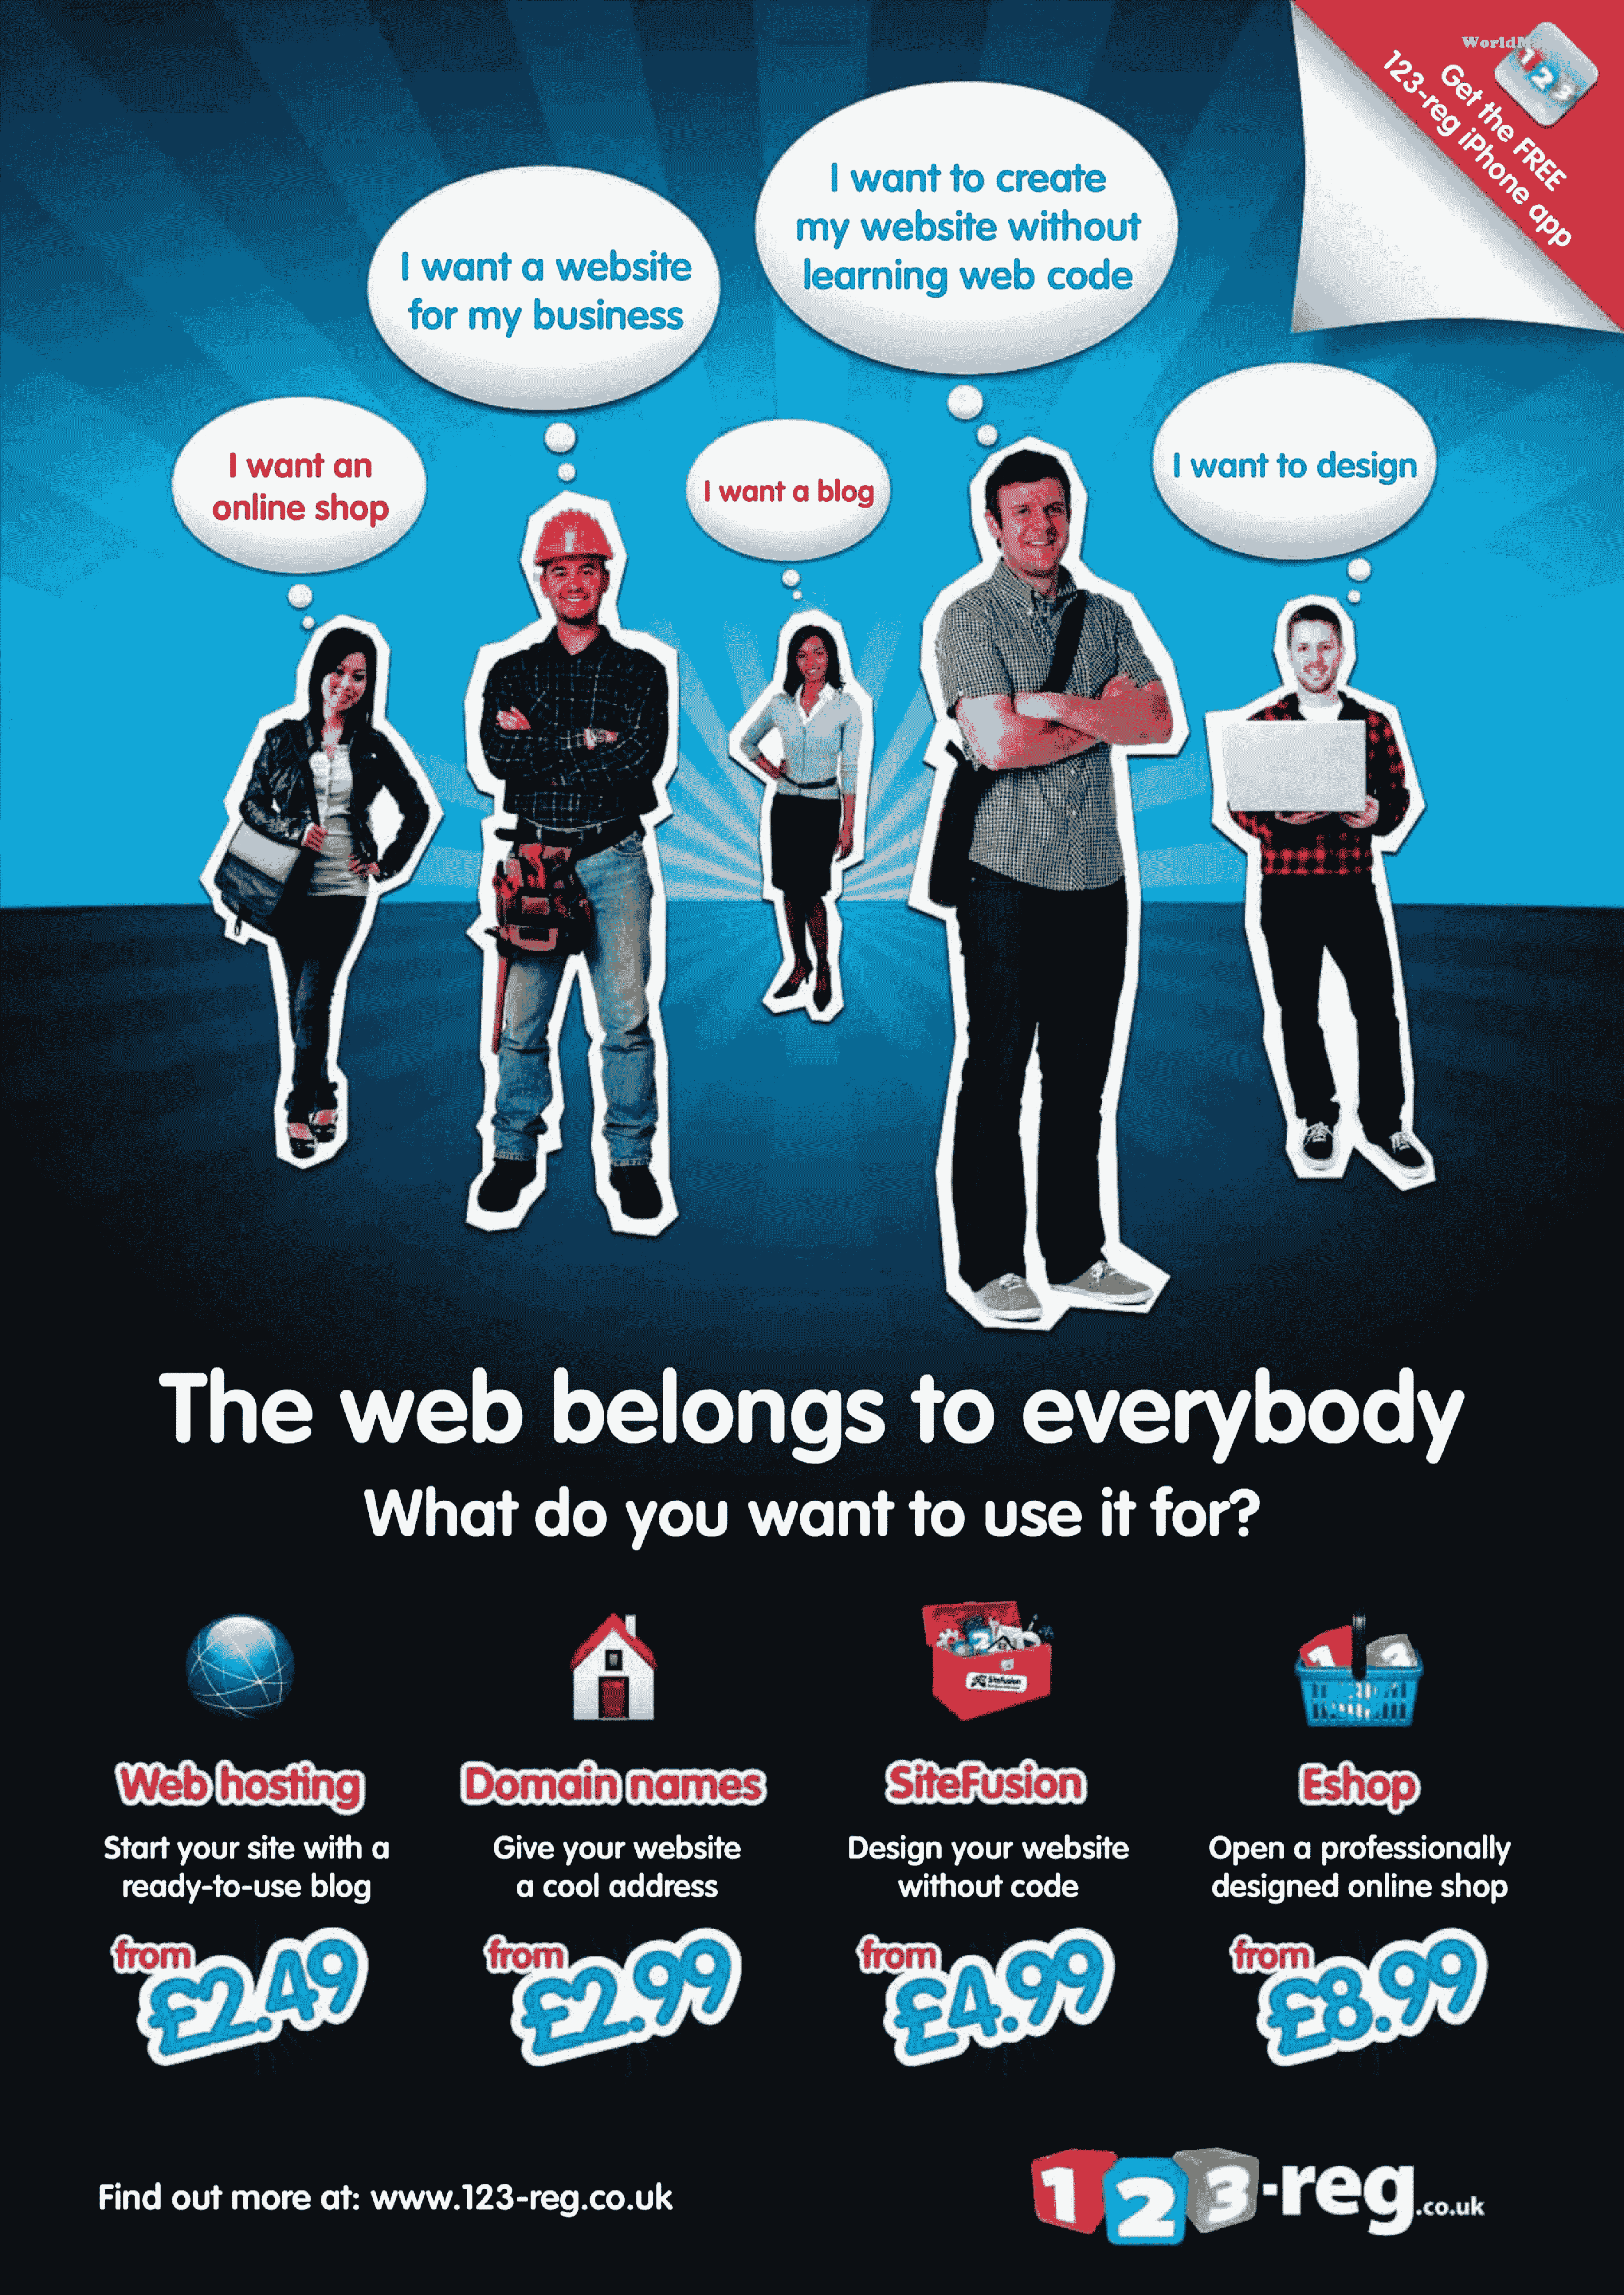 WorldMa
Get the FREE
123-reg iPhone app
123
I want to create
my website without
learning web code
I want a website
for my business
I want an
online shop
I want a blog
I want to design
The web belongs to everybody
What do you want to use it for?
SiteFusion
1
2
Web hosting
Domain names
SiteFusion
Eshop
Start your site with a
ready-to-use blog
Give your website
a cool address
Design your website
without code
Open a professionally
designed online shop
from
£2.49
from
£2.99
from
£4.99
from
£8.99
Find out more at: www.123-reg.co.uk
123-reg.co.uk